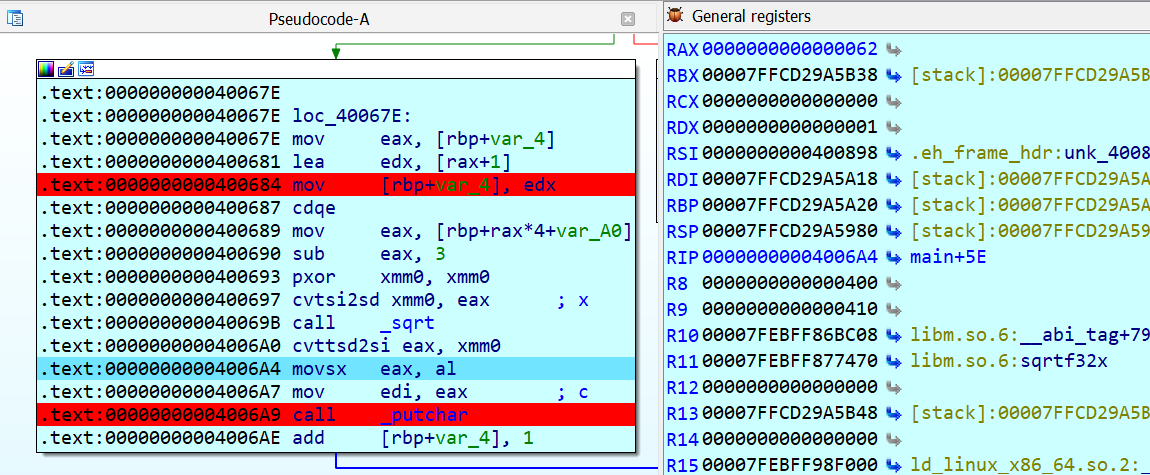 Pseudocode-A
.text:000000000040067E
.text:000000000040067E loc_40067E:
.text:000000000040067E mov eax, [rbp+var_4]
.text:0000000000400681 lea edx, [rax+1]
.text:0000000000400684 mov [rbp+var_4], edx
.text:0000000000400687 cdqe
.text:0000000000400689 mov eax, [rbp+rax*4+var_A0]
.text:0000000000400690 sub eax, 3
.text:0000000000400693 pxor xmm0, xmm0
.text:0000000000400697 cvtsi2sd xmm0, eax ; x
.text:000000000040069B call _sqrt
.text:00000000004006A0 cvttsd2si eax, xmm0
.text:00000000004006A4 movsx eax, al
.text:00000000004006A7 mov edi, eax ; c
.text:00000000004006A9 call _putchar
.text:00000000004006AE add [rbp+var_4], 1
General registers
RAX 0000000000000062
RBX 00007FFCD29A5B38 [stack]:00007FFCD29A5B
RCX 0000000000000000
RDX 0000000000000001
RSI 0000000000400898 .eh_frame_hdr:unk_4008
RDI 00007FFCD29A5A18 [stack]:00007FFCD29A5A
RBP 00007FFCD29A5A20 [stack]:00007FFCD29A5A
RSP 00007FFCD29A5980 [stack]:00007FFCD29A59
RIP 00000000004006A4 main+5E
R8 0000000000000400
R9 0000000000000410
R10 00007FEBFF86BC08 libm.so.6:__abi_tag+79
R11 00007FEBFF877470 libm.so.6:sqrtf32x
R12 0000000000000000
R13 00007FFCD29A5B48 [stack]:00007FFCD29A5B
R14 0000000000000000
R15 00007FEBFF98F000 ld_linux_x86_64.so.2:_